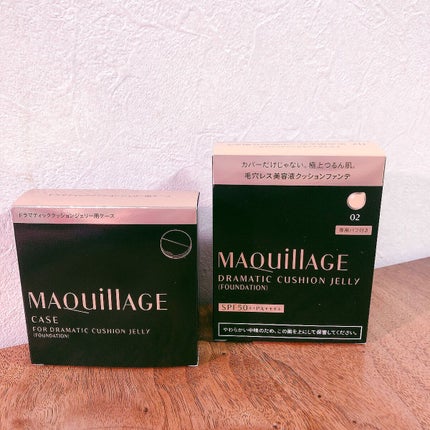 ドラマティッククッションジェリー用ケース
MAQuillAGE
CASE
FOR DRAMATIC CUSHION JELLY
(FOUNDATION)
カバーだけじゃない。極上つるん肌。
毛穴レス美容液クッションファンデ
02
専用パフ付き
MAQuillAGE
DRAMATIC CUSHION JELLY
(FOUNDATION)
SPF50
やわらかい中味のため、この面を上にして保管してください。